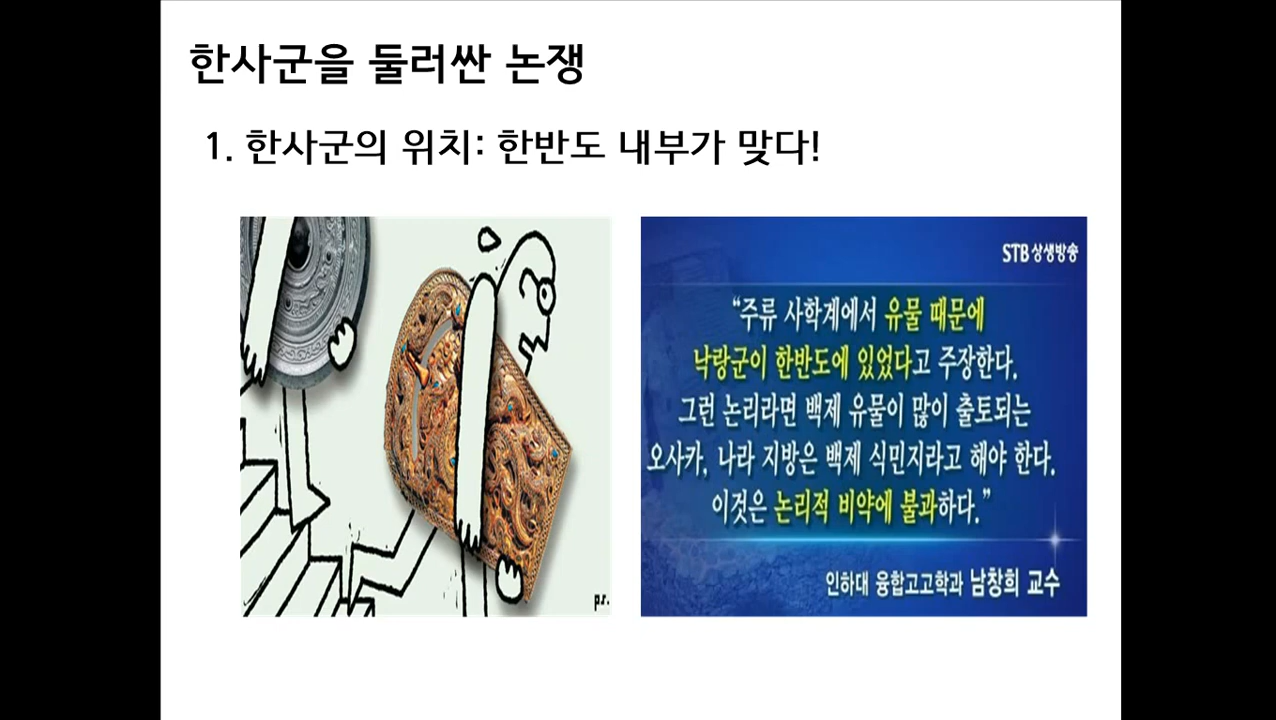 한사군을 둘러싼 논쟁
1. 한사군의 위치: 한반도 내부가 맞다!
STB상생방송
“주류 사학계에서 유물 때문에
낙랑군이 한반도에 있었다고 주장한다.
그런 논리라면 백제 유물이 많이 출토되는
오사카, 나라 지방은 백제 식민지라고 해야 한다.
이것은 논리적 비약에 불과하다.”
인하대 융합고고학과 남창희 교수
p.r.